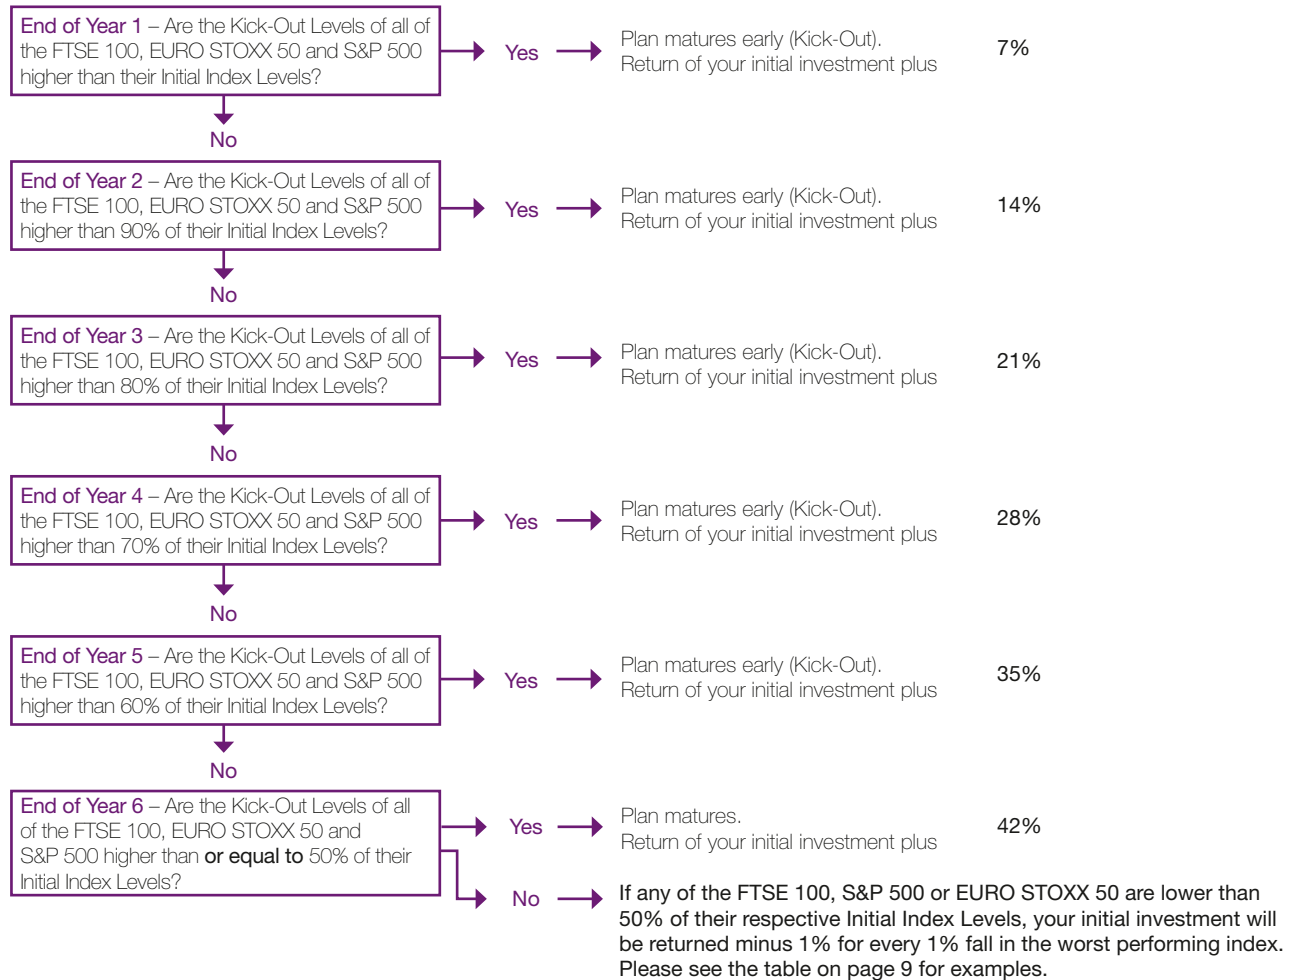 End of Year 1 – Are the Kick-Out Levels of all of
the FTSE 100, EURO STOXX 50 and S&P 500
higher than their Initial Index Levels?
Yes
Plan matures early (Kick-Out).
Return of your initial investment plus
7%
No
End of Year 2 – Are the Kick-Out Levels of all of
the FTSE 100, EURO STOXX 50 and S&P 500
higher than 90% of their Initial Index Levels?
Yes
Plan matures early (Kick-Out).
Return of your initial investment plus
14%
No
End of Year 3 – Are the Kick-Out Levels of all of
the FTSE 100, EURO STOXX 50 and S&P 500
higher than 80% of their Initial Index Levels?
Yes
Plan matures early (Kick-Out).
Return of your initial investment plus
21%
No
End of Year 4 – Are the Kick-Out Levels of all of
the FTSE 100, EURO STOXX 50 and S&P 500
higher than 70% of their Initial Index Levels?
Yes
Plan matures early (Kick-Out).
Return of your initial investment plus
28%
No
End of Year 5 – Are the Kick-Out Levels of all of
the FTSE 100, EURO STOXX 50 and S&P 500
higher than 60% of their Initial Index Levels?
Yes
Plan matures early (Kick-Out).
Return of your initial investment plus
35%
No
End of Year 6 – Are the Kick-Out Levels of all
of the FTSE 100, EURO STOXX 50 and
S&P 500 higher than or equal to 50% of their
Initial Index Levels?
Yes
Plan matures.
Return of your initial investment plus
42%
No
If any of the FTSE 100, S&P 500 or EURO STOXX 50 are lower than
50% of their respective Initial Index Levels, your initial investment will
be returned minus 1% for every 1% fall in the worst performing index.
Please see the table on page 9 for examples.